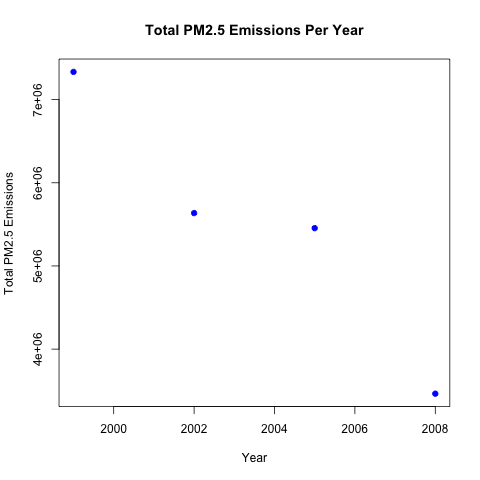 Total PM2.5 Emissions Per Year
Total PM2.5 Emissions
7e+06
6e+06
5e+06
4e+06
2000
2002
2004
2006
2008
Year